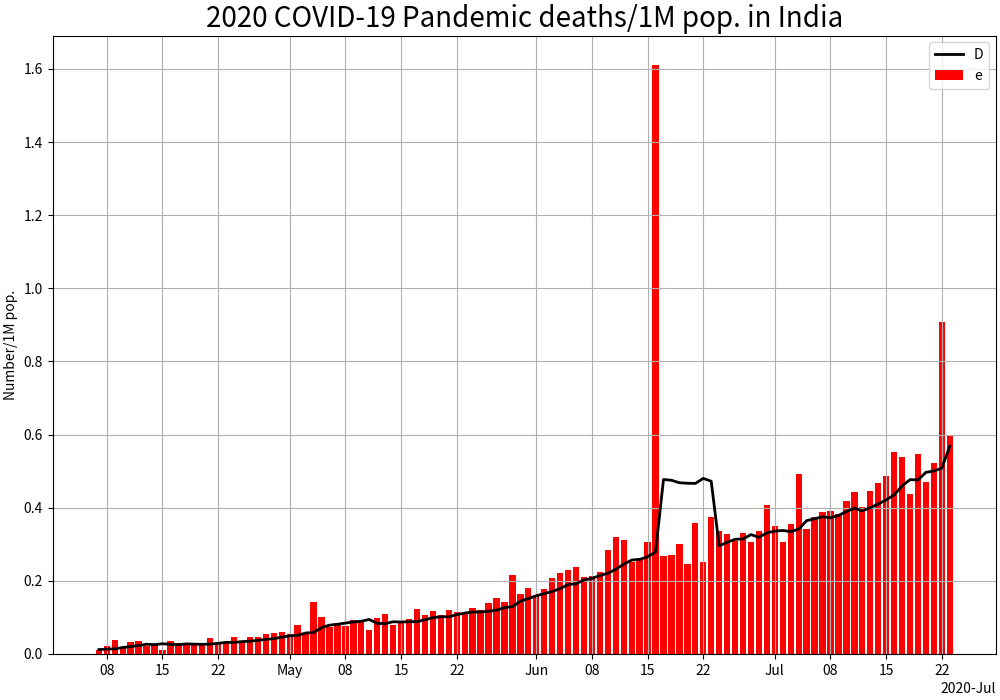 2020 COVID-19 Pandemic deaths/1M pop. in India
D
e
Number/1M pop.
1.6
1.4
1.2
1.0
0.8
0.6
0.4
0.2
0.0
08 15 22 May 08 15 22 Jun 08 15 22 Jul 08 15 22
2020-Jul